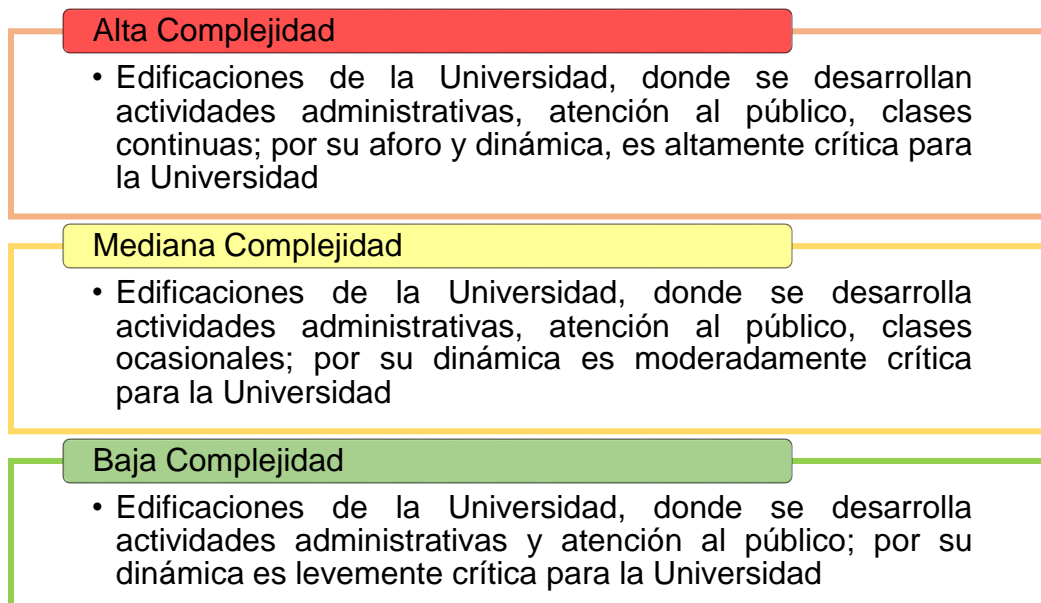 Alta Complejidad
• Edificaciones de la Universidad, donde se desarrollan
actividades administrativas, atención al público, clases
continuas; por su aforo y dinámica, es altamente crítica para
la Universidad
Mediana Complejidad
• Edificaciones de la Universidad, donde se desarrolla
actividades administrativas, atención al público, clases
ocasionales; por su dinámica es moderadamente crítica
para la Universidad
Baja Complejidad
• Edificaciones de la Universidad, donde se desarrolla
actividades administrativas y atención al público; por su
dinámica es levemente crítica para la Universidad